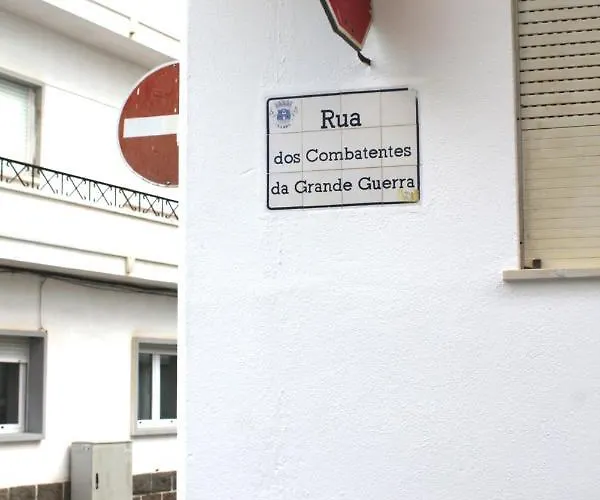 Rua
dos Combatentes
da Grande Guerra